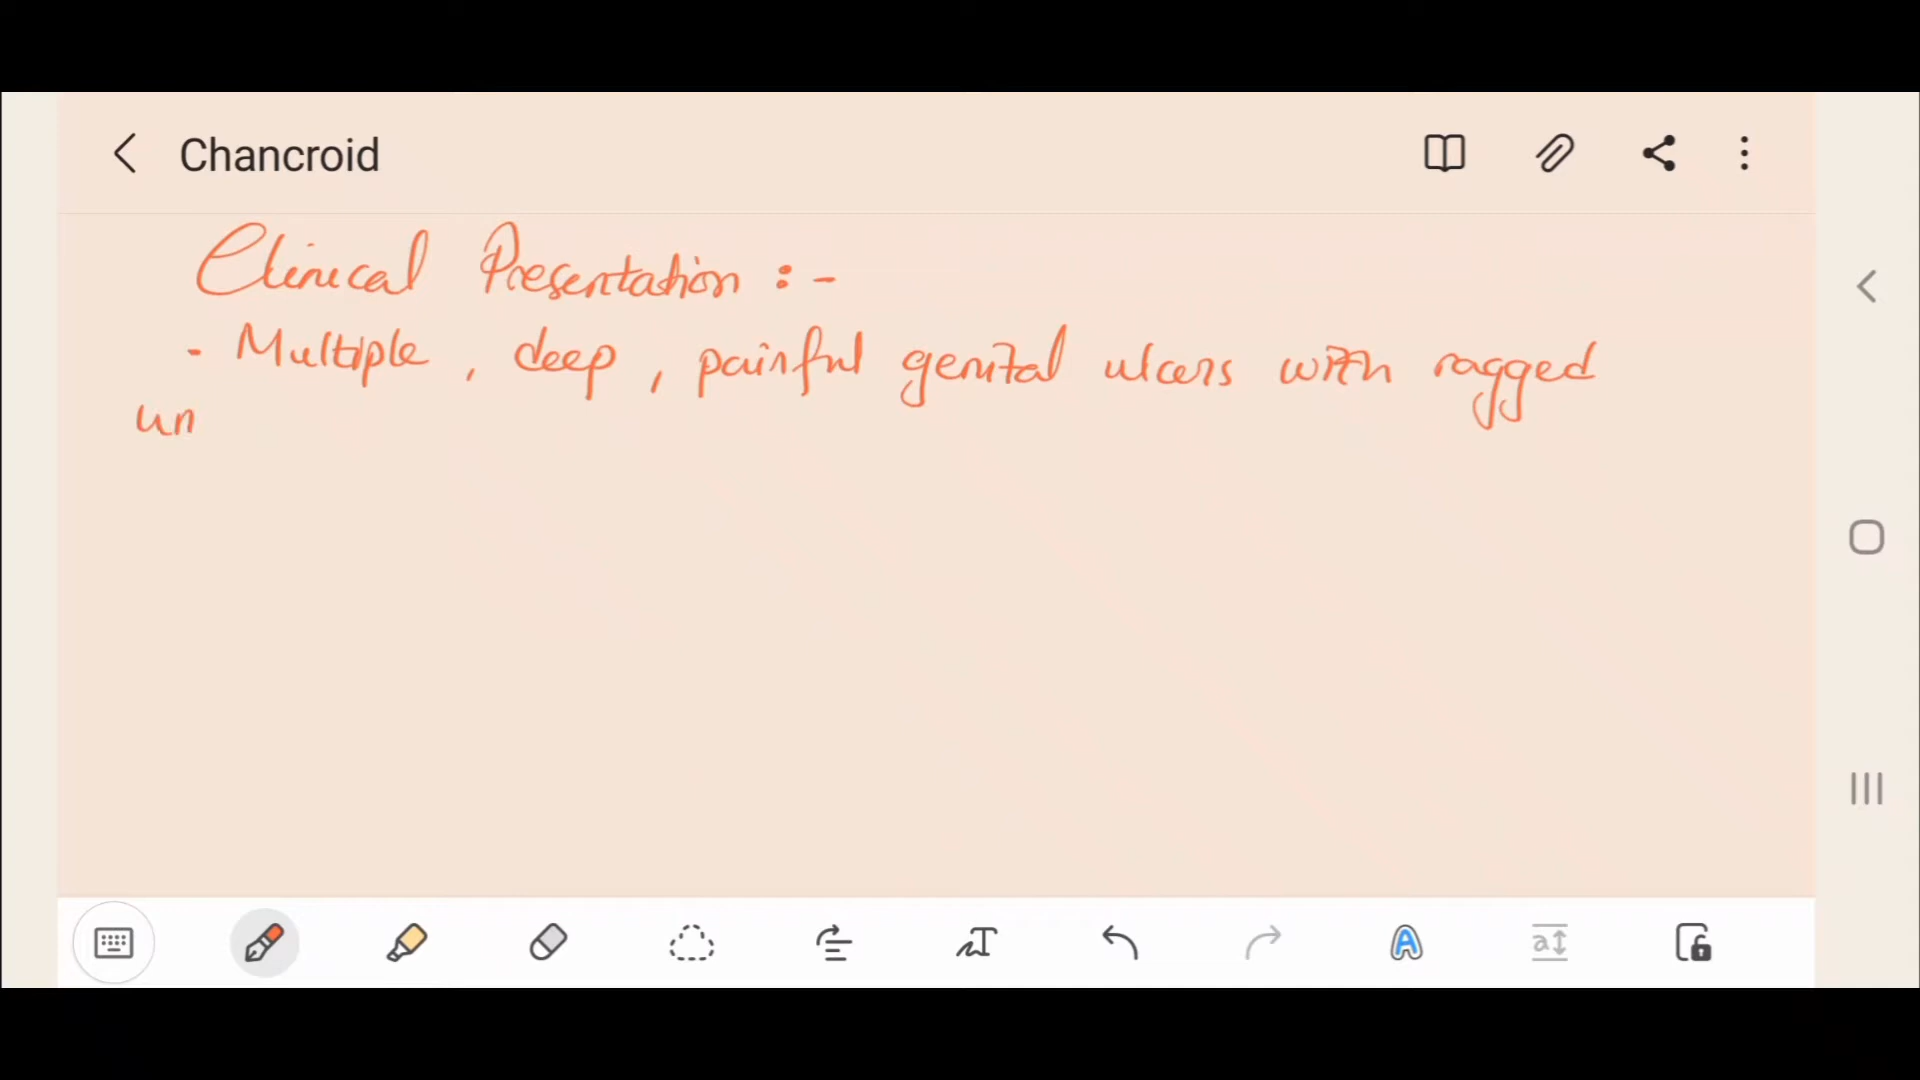 Chancroid
Clinical Presentation :-
- Multiple , deep , painful genital ulcers with ragged
un